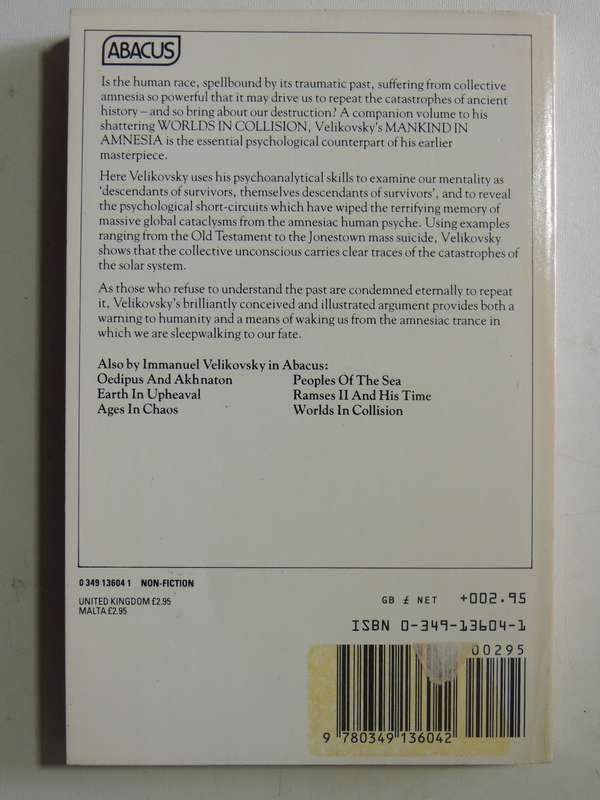 ABACUS
Is the human race, spellbound by its traumatic past, suffering from collective
amnesia so powerful that it may drive us to repeat the catastrophes of ancient
history – and so bring about our destruction? A companion volume to his
shattering WORLDS IN COLLISION, Velikovsky's MANKIND IN
AMNESIA is the essential psychological counterpart of his earlier
masterpiece.
Here Velikovsky uses his psychoanalytical skills to examine our mentality as
'descendants of survivors, themselves descendants of survivors', and to reveal
the psychological short-circuits which have wiped the terrifying memory of
massive global cataclysms from the amnesiac human psyche. Using examples
ranging from the Old Testament to the Jonestown mass suicide, Velikovsky
shows that the collective unconscious carries clear traces of the catastrophes of
the solar system.
As those who refuse to understand the past are condemned eternally to repeat
it, Velikovsky's brilliantly conceived and illustrated argument provides both a
warning to humanity and a means of waking us from the amnesiac trance in
which we are sleepwalking to our fate.
Also by Immanuel Velikovsky in Abacus:
Oedipus And Akhnaton Peoples Of The Sea
Earth In Upheaval Ramses II And His Time
Ages In Chaos Worlds In Collision
0 349 13604 1 NON-FICTION
UNITED KINGDOM £2.95
MALTA £2.95
GB £ NET +002.95
ISBN 0-349-13604-1
00295
9 780349 136042